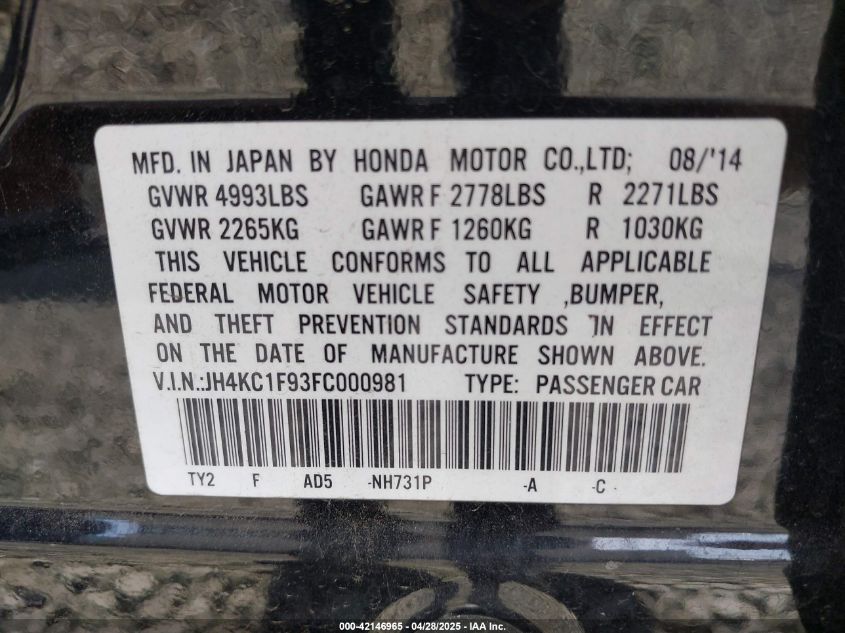 MFD. IN JAPAN BY HONDA MOTOR CO.,LTD; 08/'14
GVWR 4993LBS GAWR F 2778LBS R 2271LBS
GVWR 2265KG GAWR F 1260KG R 1030KG
THIS VEHICLE CONFORMS TO ALL APPLICABLE
FEDERAL MOTOR VEHICLE SAFETY ,BUMPER,
AND THEFT PREVENTION STANDARDS IN EFFECT
ON THE DATE OF MANUFACTURE SHOWN ABOVE.
V.I.N.:JH4KC1F93FC000981 TYPE: PASSENGER CAR
TY2 F AD5 -NH731P -A -C -
000-42146965 - 04/28/2025 - IAA Inc.